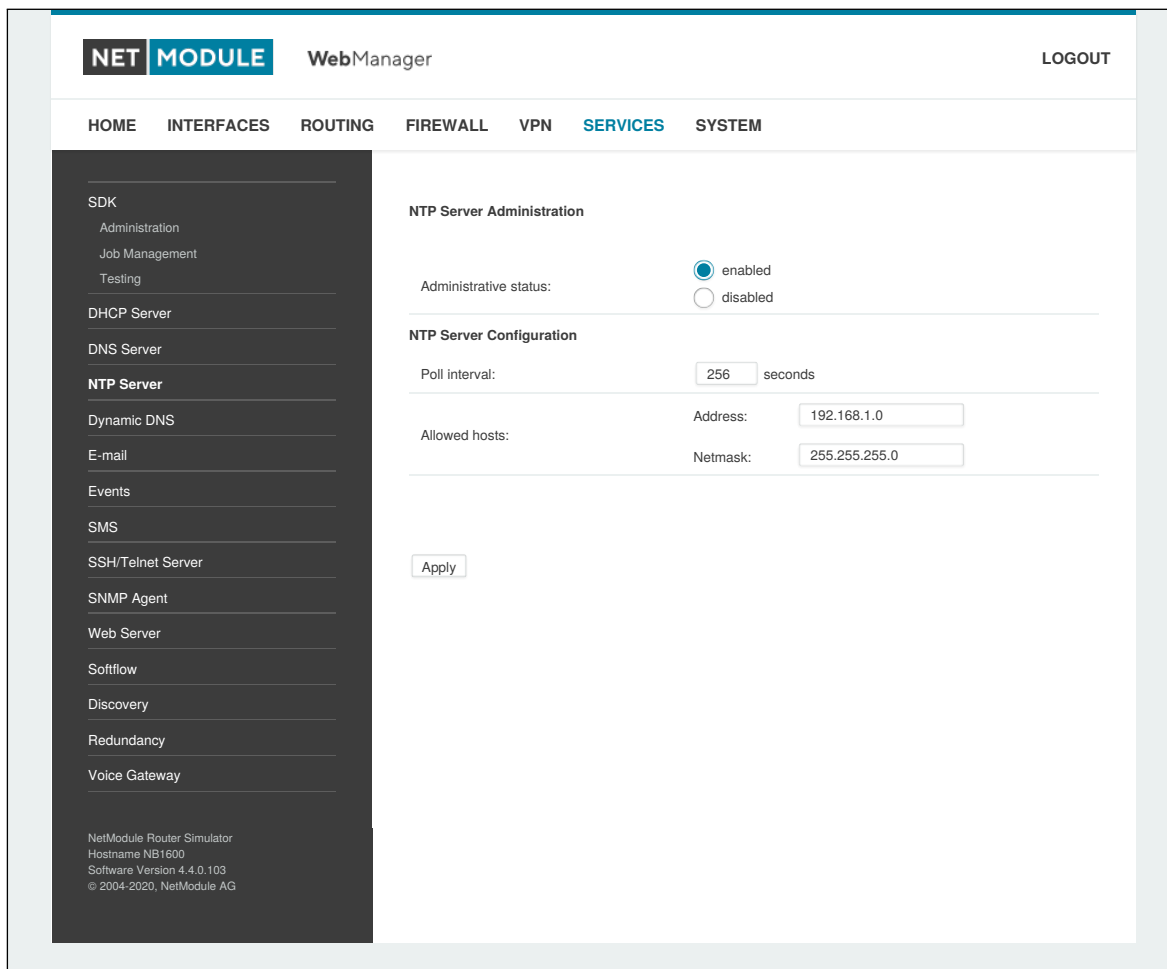 NET MODULE WebManager LOGOUT
HOME INTERFACES ROUTING FIREWALL VPN SERVICES SYSTEM
SDK
Administration
Job Management
Testing
DHCP Server
DNS Server
NTP Server
Dynamic DNS
E-mail
Events
SMS
SSH/Telnet Server
SNMP Agent
Web Server
Softflow
Discovery
Redundancy
Voice Gateway
NetModule Router Simulator
Hostname NB1600
Software Version 4.4.0.103
© 2004-2020, NetModule AG
NTP Server Administration
Administrative status:
enabled
disabled
NTP Server Configuration
Poll interval: 256 seconds
Allowed hosts:
Address: 192.168.1.0
Netmask: 255.255.255.0
Apply